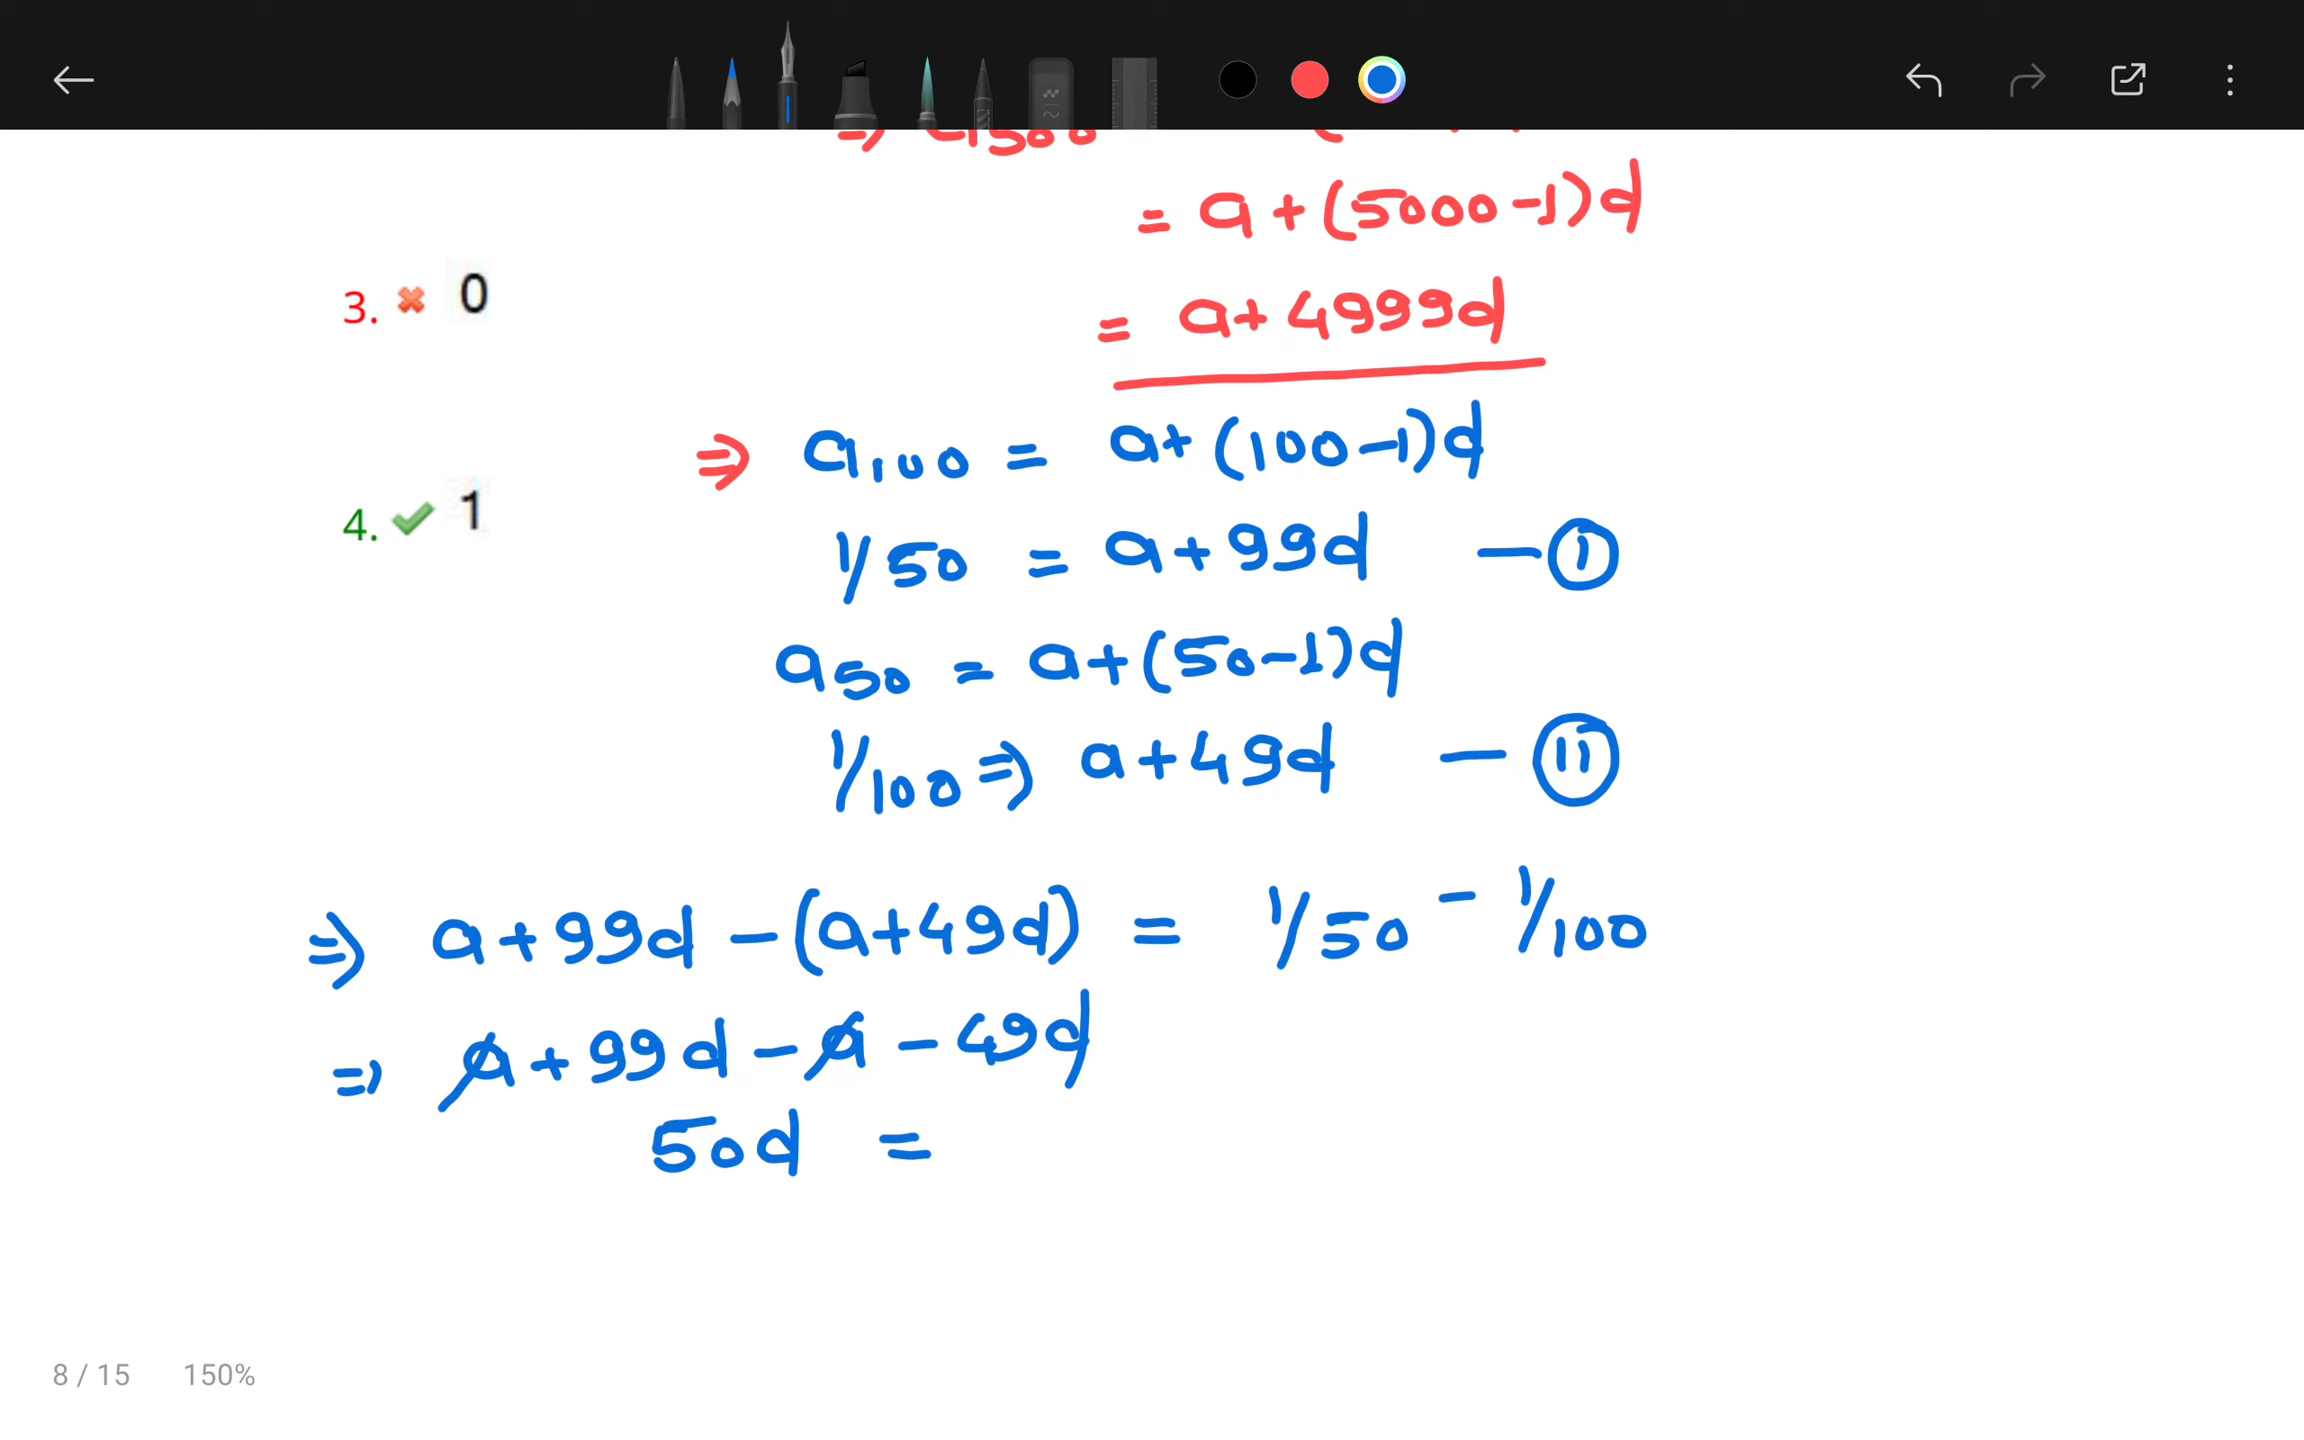 = a + (5000 - 1)d
3. ✖ 0
= a + 4999d
⇒ a100 = a + (100 - 1)d
4. ✔ 1
1/50 = a + 99d — (i)
a50 = a + (50 - 1)d
1/100 ⇒ a + 49d — (ii)
⇒ a + 99d - (a + 49d) = 1/50 - 1/100
⇒ a + 99d - a - 49d
50d =
8 / 15 150%